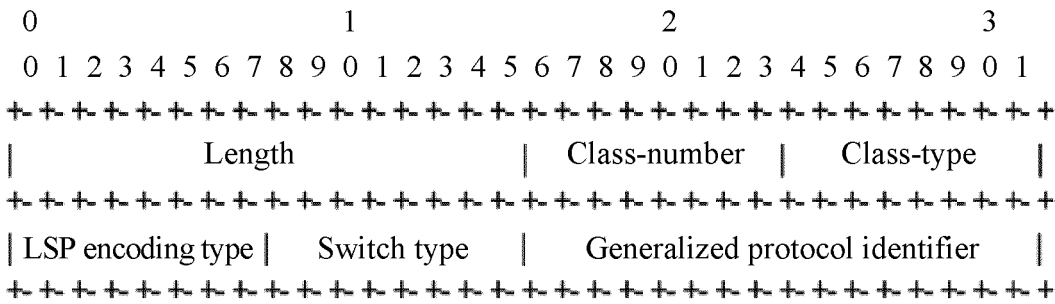 0 1 2 3
0 1 2 3 4 5 6 7 8 9 0 1 2 3 4 5 6 7 8 9 0 1 2 3 4 5 6 7 8 9 0 1
+-+-+-+-+-+-+-+-+-+-+-+-+-+-+-+-+-+-+-+-+-+-+-+-+-+-+-+-+-+-+-+-+
| Length | Class-number | Class-type |
+-+-+-+-+-+-+-+-+-+-+-+-+-+-+-+-+-+-+-+-+-+-+-+-+-+-+-+-+-+-+-+-+
| LSP encoding type | Switch type | Generalized protocol identifier |
+-+-+-+-+-+-+-+-+-+-+-+-+-+-+-+-+-+-+-+-+-+-+-+-+-+-+-+-+-+-+-+-+